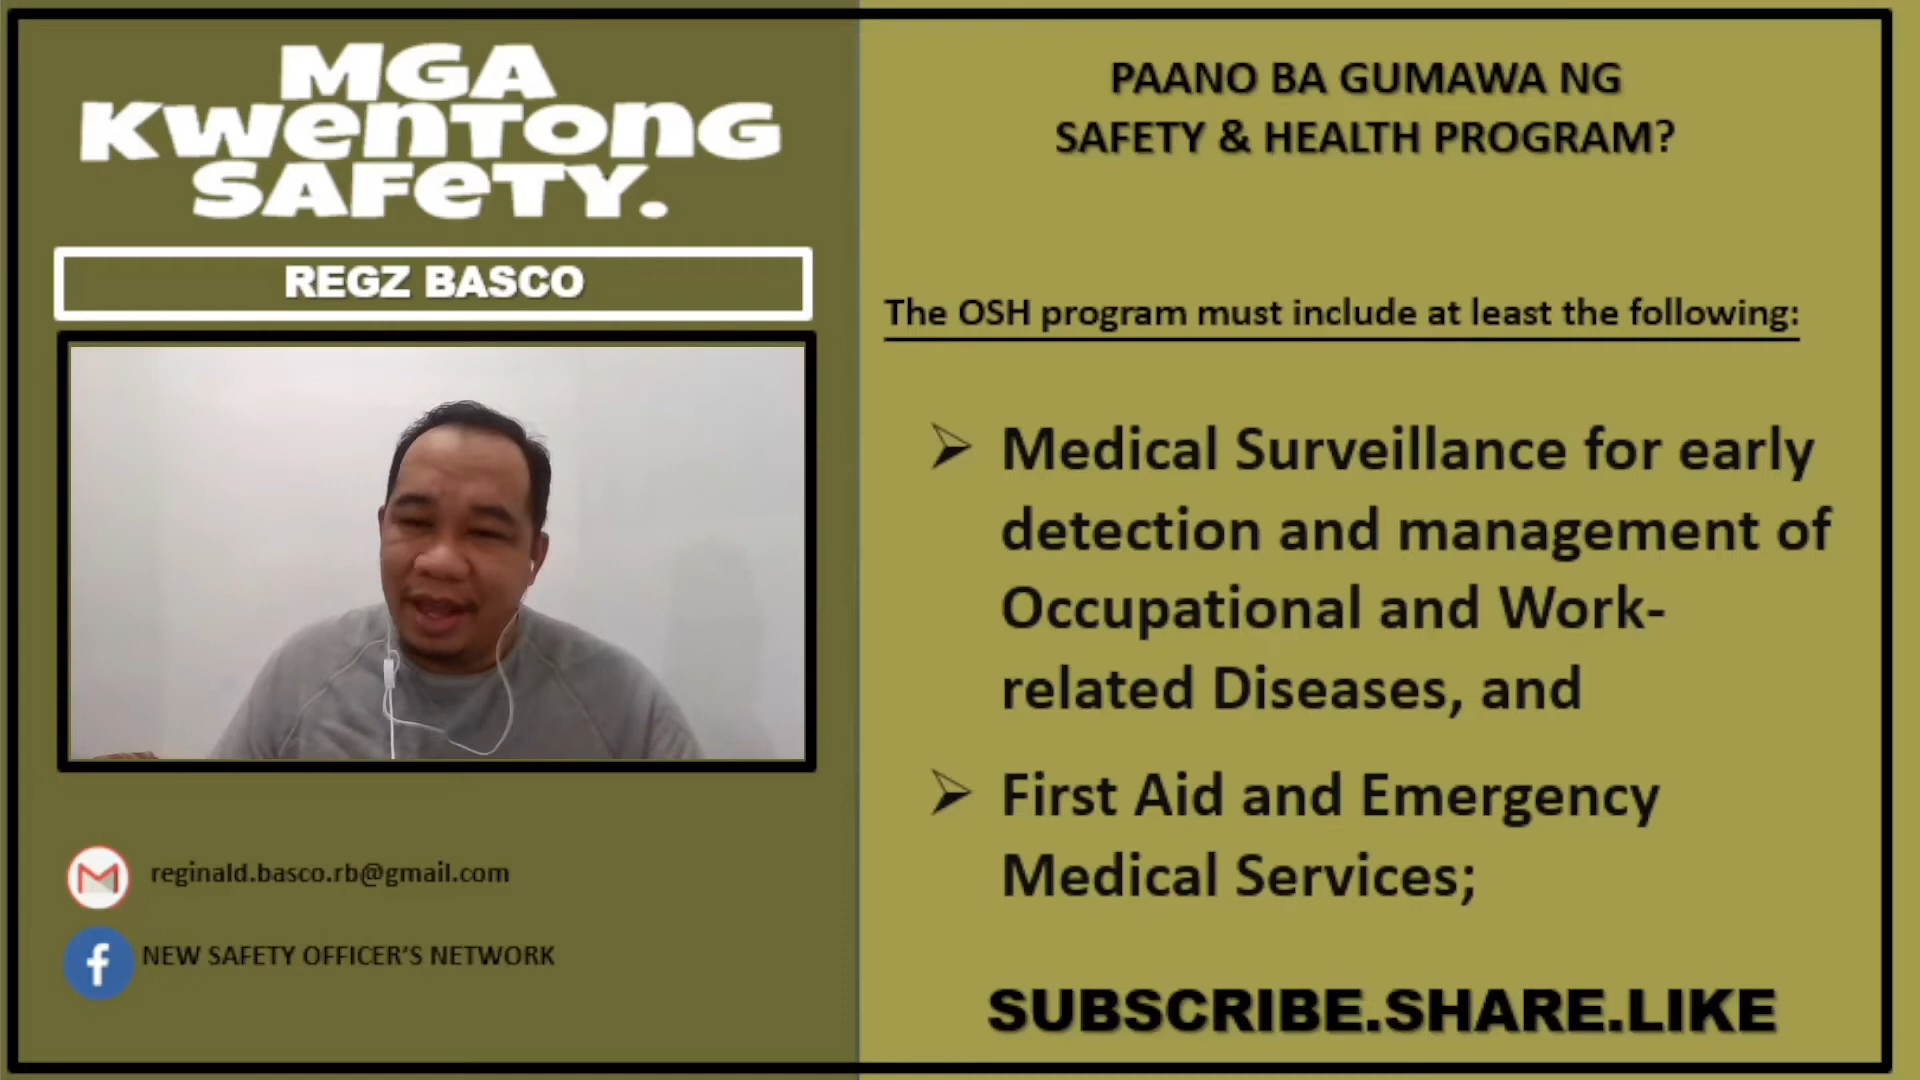 MGA
KWENTONG
SAFETY.
REGZ BASCO
reginald.basco.rb@gmail.com
NEW SAFETY OFFICER'S NETWORK
PAANO BA GUMAWA NG
SAFETY & HEALTH PROGRAM?
The OSH program must include at least the following:
Medical Surveillance for early
detection and management of
Occupational and Work-
related Diseases, and
First Aid and Emergency
Medical Services;
SUBSCRIBE.SHARE.LIKE